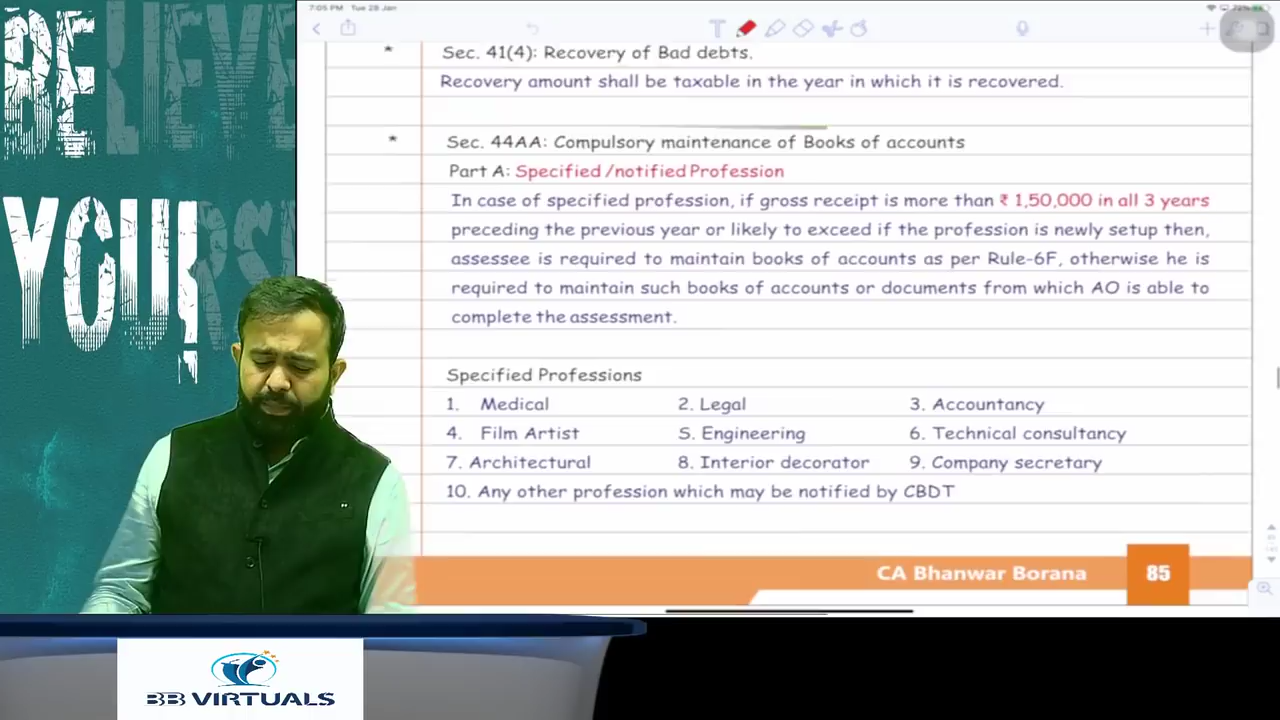 7:05 PM Tue 28 Jan
BELIEVE
YOURS
YOU!
* Sec. 41(4): Recovery of Bad debts.
Recovery amount shall be taxable in the year in which it is recovered.
* Sec. 44AA: Compulsory maintenance of Books of accounts
Part A: Specified /notified Profession
In case of specified profession, if gross receipt is more than ₹ 1,50,000 in all 3 years
preceding the previous year or likely to exceed if the profession is newly setup then,
assessee is required to maintain books of accounts as per Rule-6F, otherwise he is
required to maintain such books of accounts or documents from which AO is able to
complete the assessment.
Specified Professions
1. Medical 2. Legal 3. Accountancy
4. Film Artist 5. Engineering 6. Technical consultancy
7. Architectural 8. Interior decorator 9. Company secretary
10. Any other profession which may be notified by CBDT
CA Bhanwar Borana 85
BB VIRTUALS